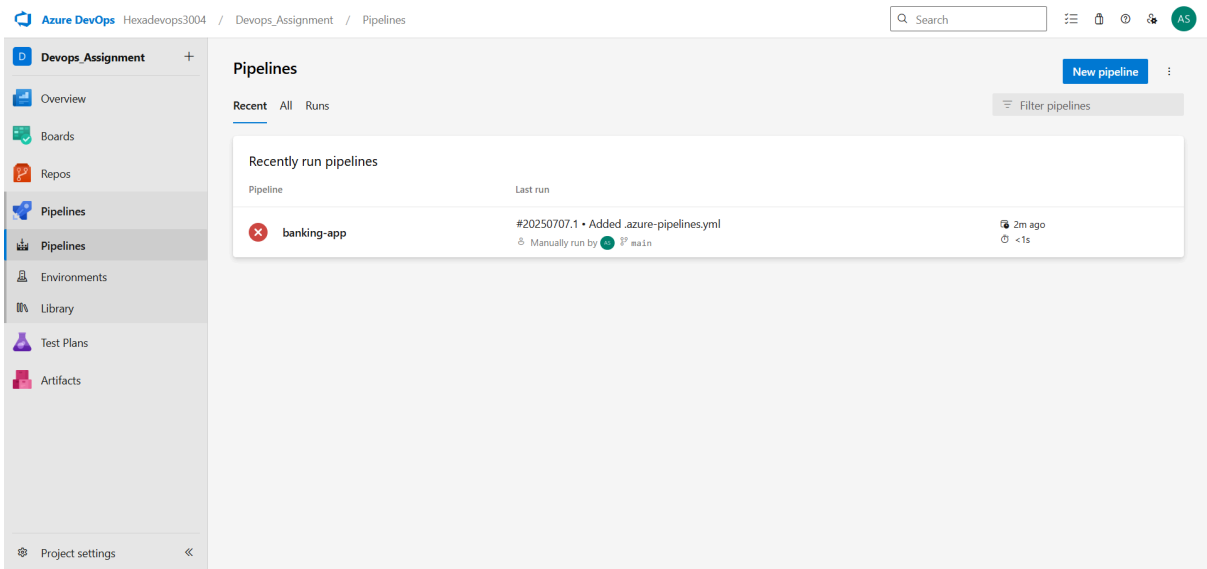 Azure DevOps Hexadevops3004 / Devops_Assignment / Pipelines
Search
AS
D Devops_Assignment +
Overview
Boards
Repos
Pipelines
Pipelines
Environments
Library
Test Plans
Artifacts
Project settings
Pipelines
New pipeline
Recent All Runs
Filter pipelines
Recently run pipelines
Pipeline Last run
banking-app
#20250707.1 • Added .azure-pipelines.yml
Manually run by AS main
2m ago
<1s